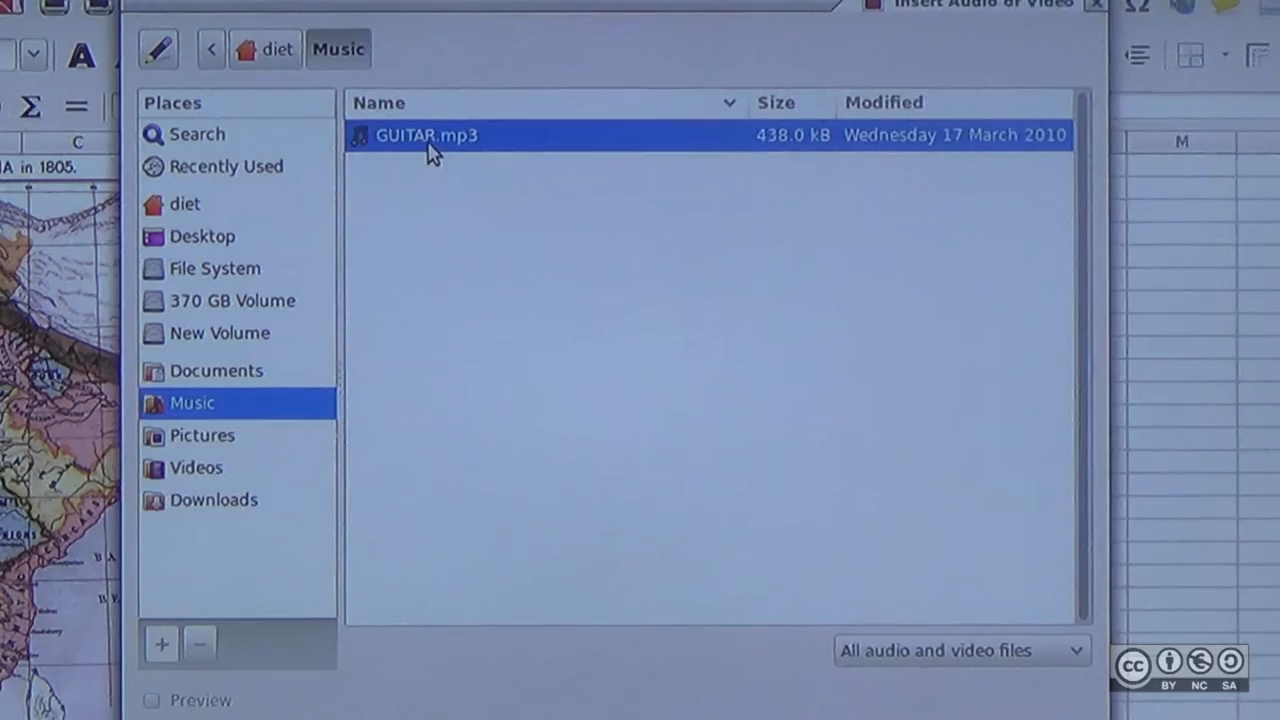 Insert Audio or Video
diet
Music
A
Σ =
C
A in 1805.
Places
Name
Size
Modified
M
Search
GUITAR.mp3
438.0 kB
Wednesday 17 March 2010
Recently Used
diet
Desktop
File System
370 GB Volume
New Volume
Documents
Music
Pictures
Videos
Downloads
+
−
All audio and video files
Preview
cc
BY NC SA